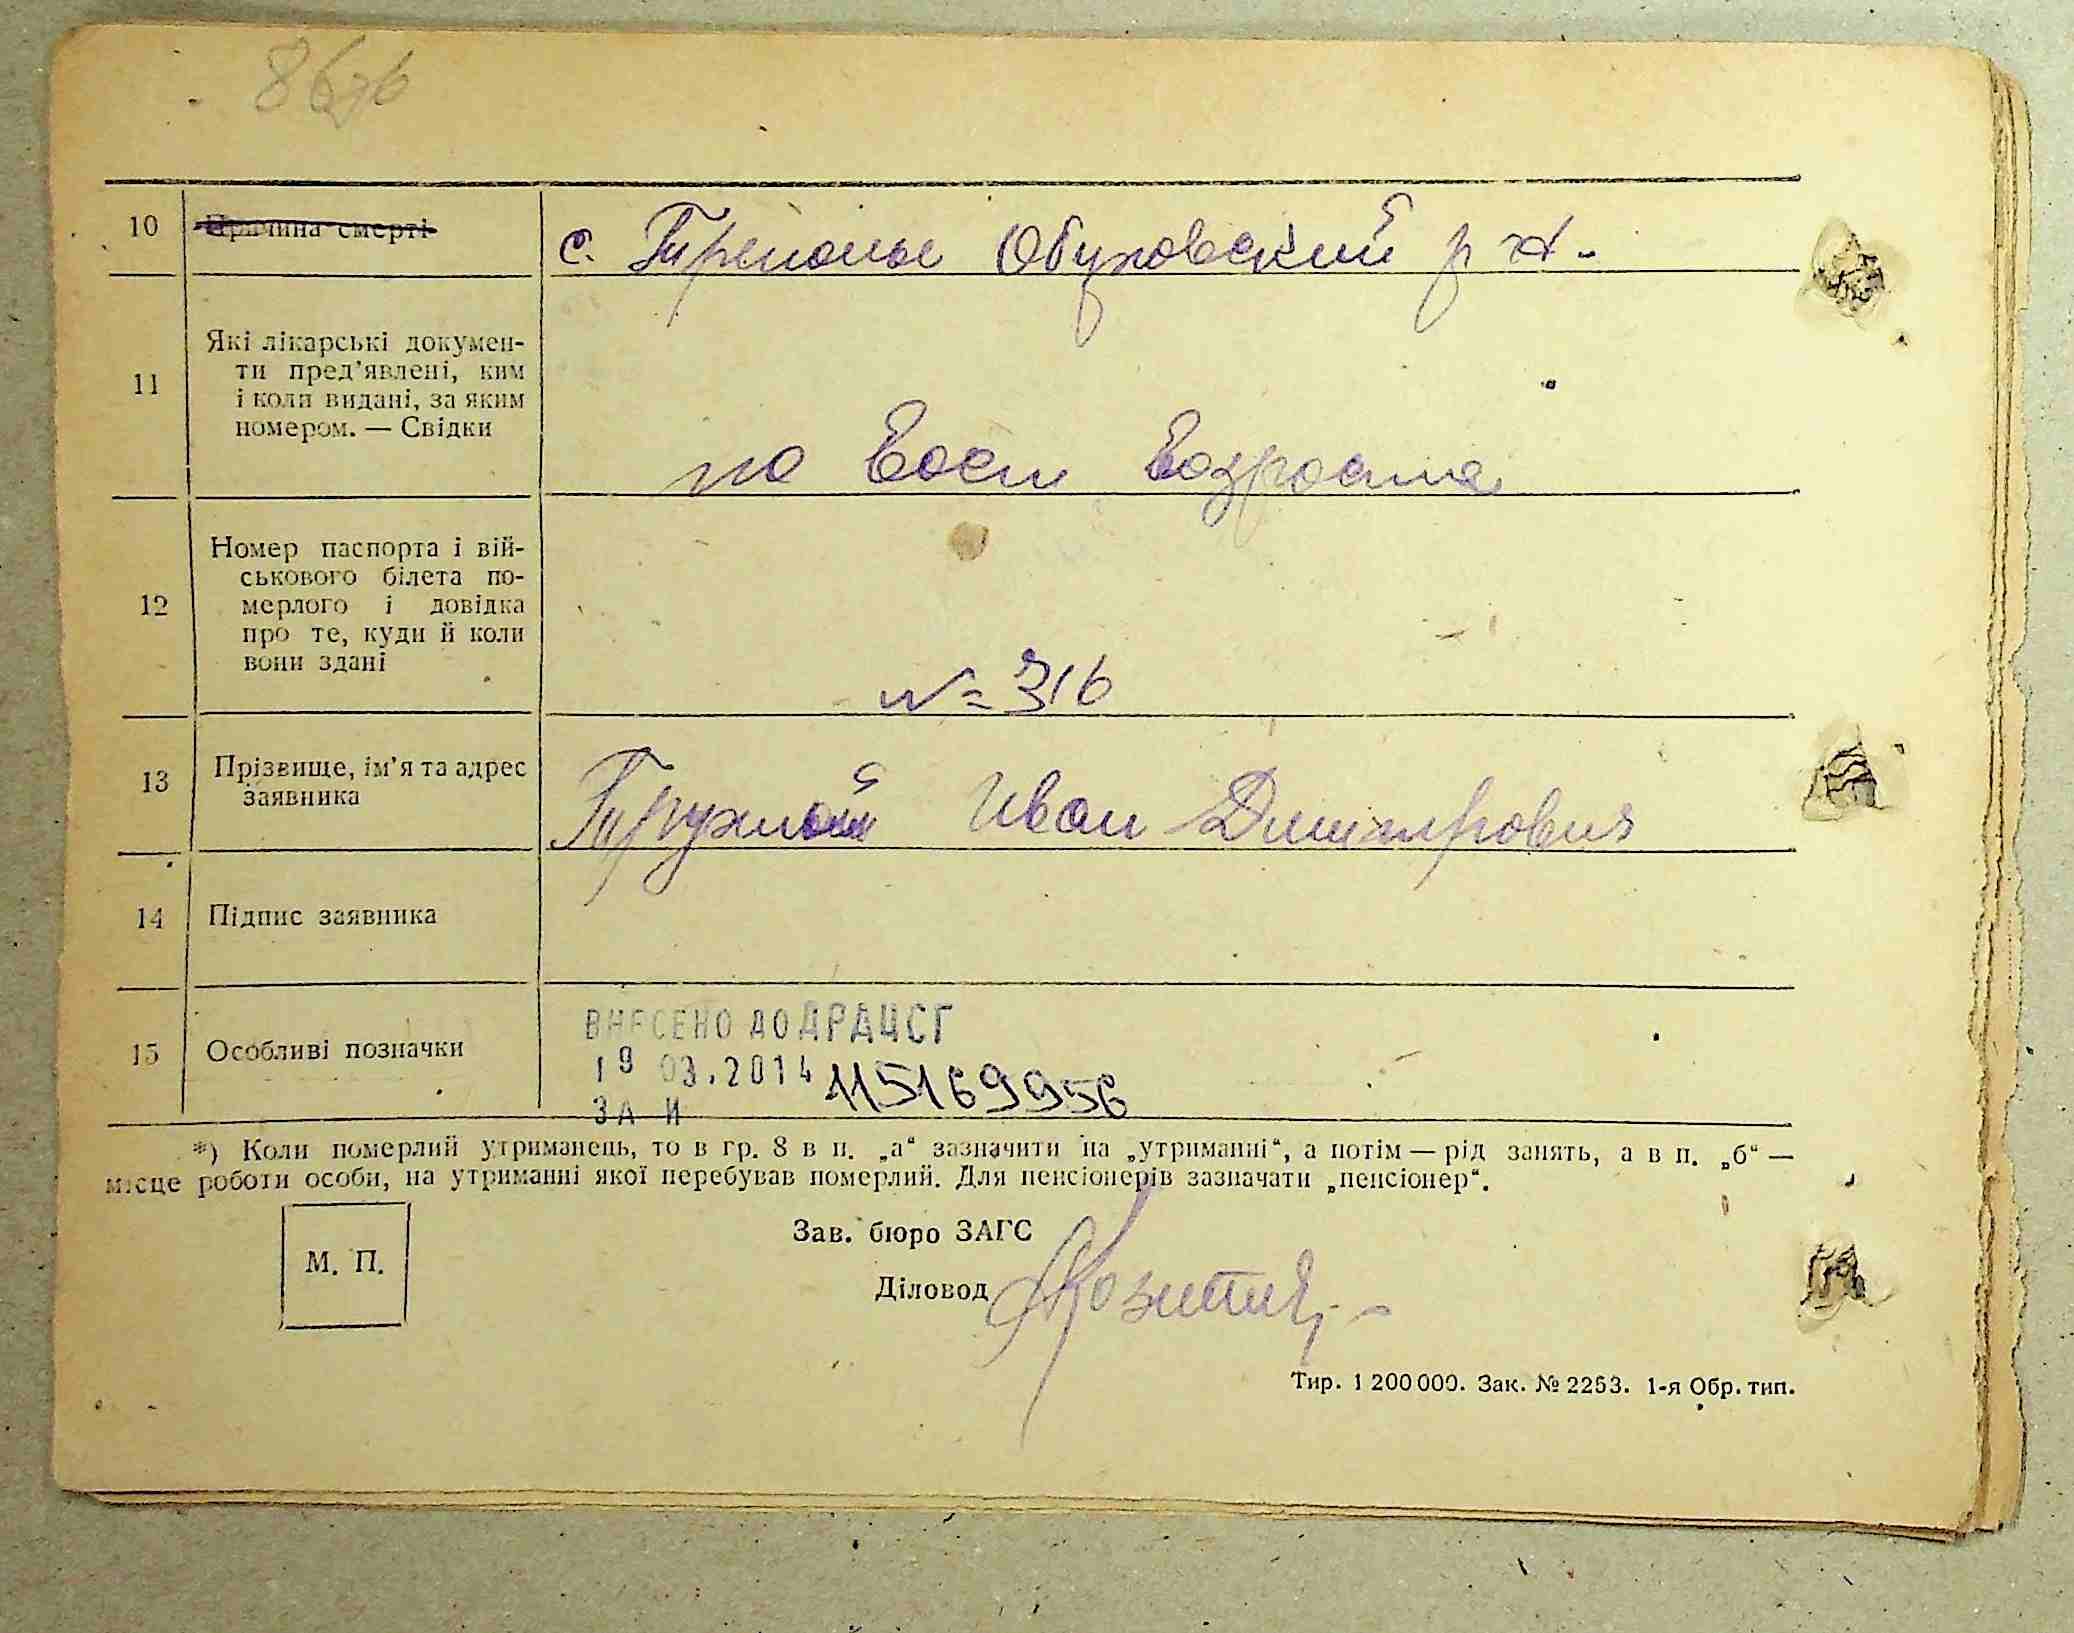 867б
10 Причина смерті с. Триполье Обуховский р-н.
11 Які лікарські докумен-
ти пред’явлені, ким
і коли видані, за яким
номером. — Свідки
по восп возроста
12 Номер паспорта і вій-
ськового білета по-
мерлого і довідка
про те, куди й коли
вони здані
№ 316
13 Прізвище, ім’я та адрес
заявника
Иван Дмитрович
14 Підпис заявника
15 Особливі позначки
ВНЕСЕНО ДО ДРАЦСГ
19 03.2014 115169956
ЗА И
*) Коли померлий утриманець, то в гр. 8 в п. „а“ зазначити на „утриманні“, а потім — рід занять, а в п. „б“ —
місце роботи особи, на утриманні якої перебував померлий. Для пенсіонерів зазначати „пенсіонер“.
М. П.
Зав. бюро ЗАГС
Діловод
Тир. 1 200 000. Зак. № 2253. 1-я Обр. тип.